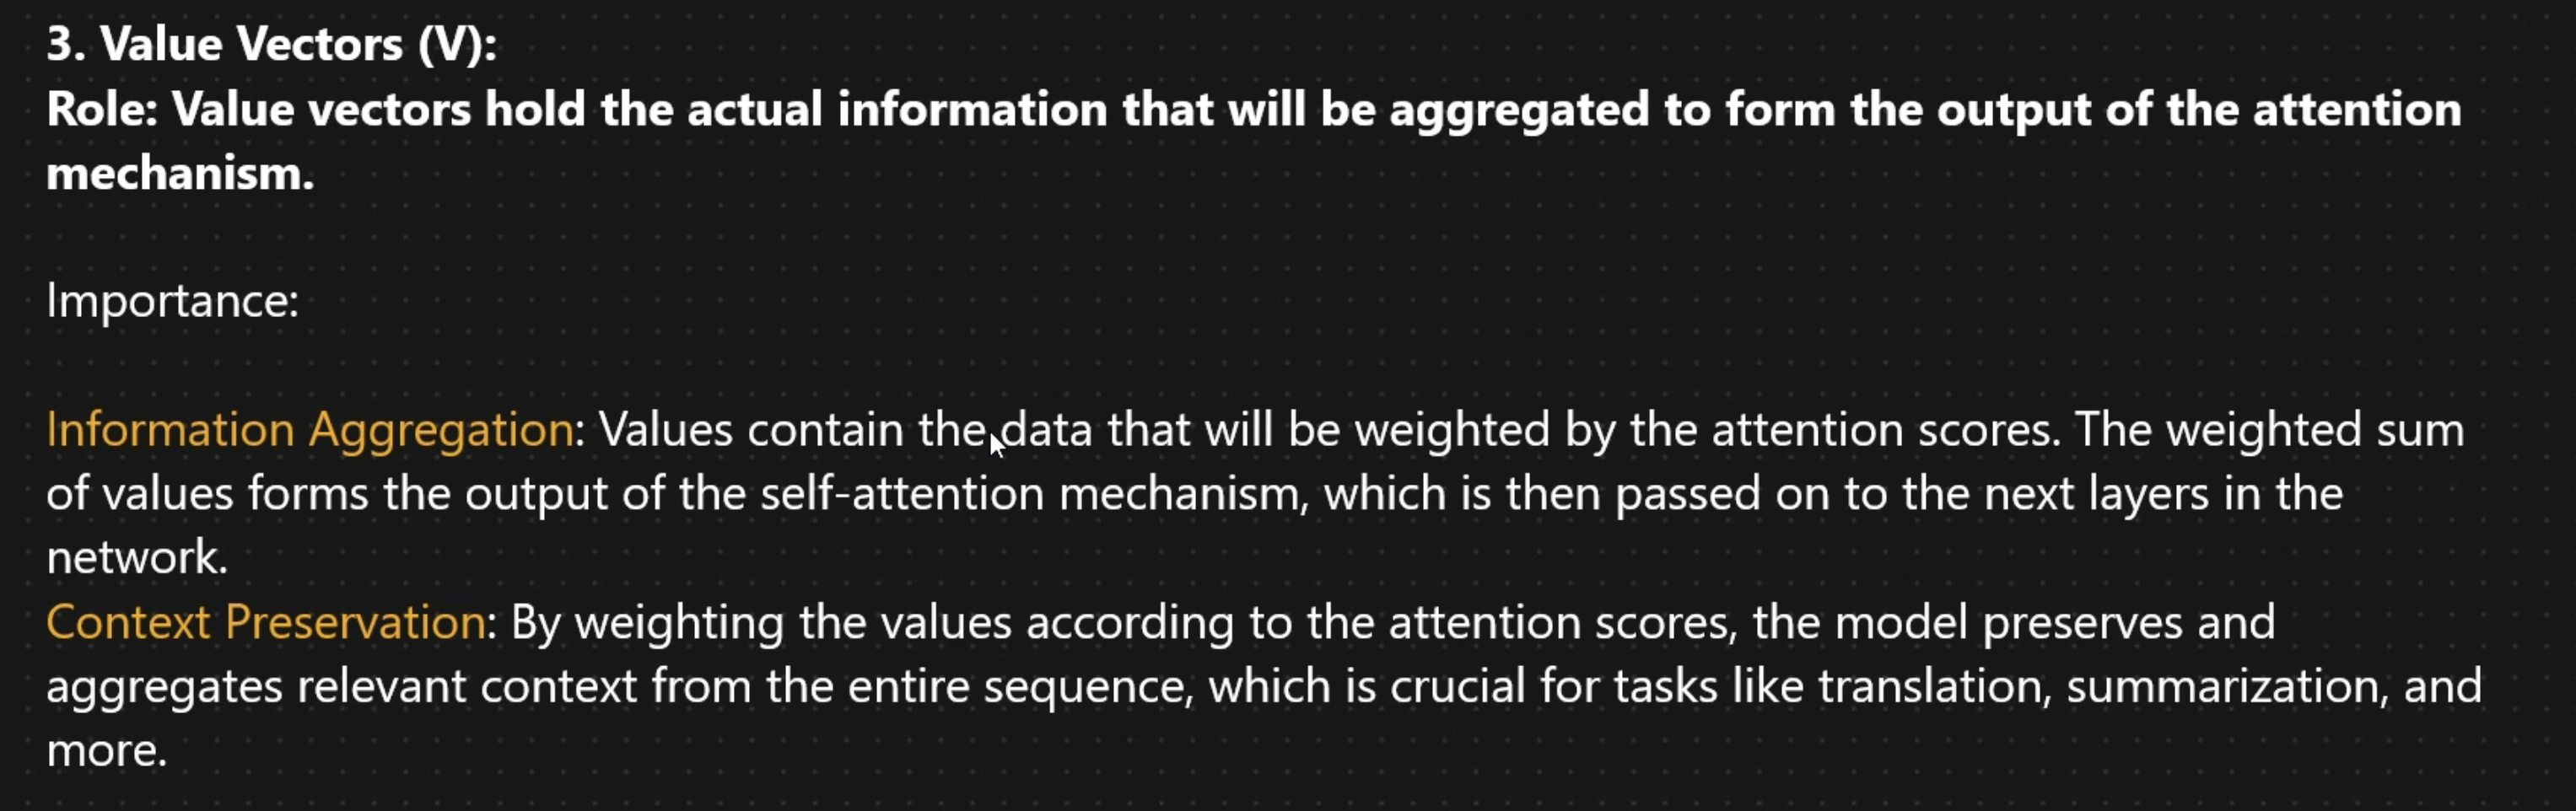 3. Value Vectors (V):
Role: Value vectors hold the actual information that will be aggregated to form the output of the attention
mechanism.
Importance:
Information Aggregation: Values contain the data that will be weighted by the attention scores. The weighted sum
of values forms the output of the self-attention mechanism, which is then passed on to the next layers in the
network.
Context Preservation: By weighting the values according to the attention scores, the model preserves and
aggregates relevant context from the entire sequence, which is crucial for tasks like translation, summarization, and
more.